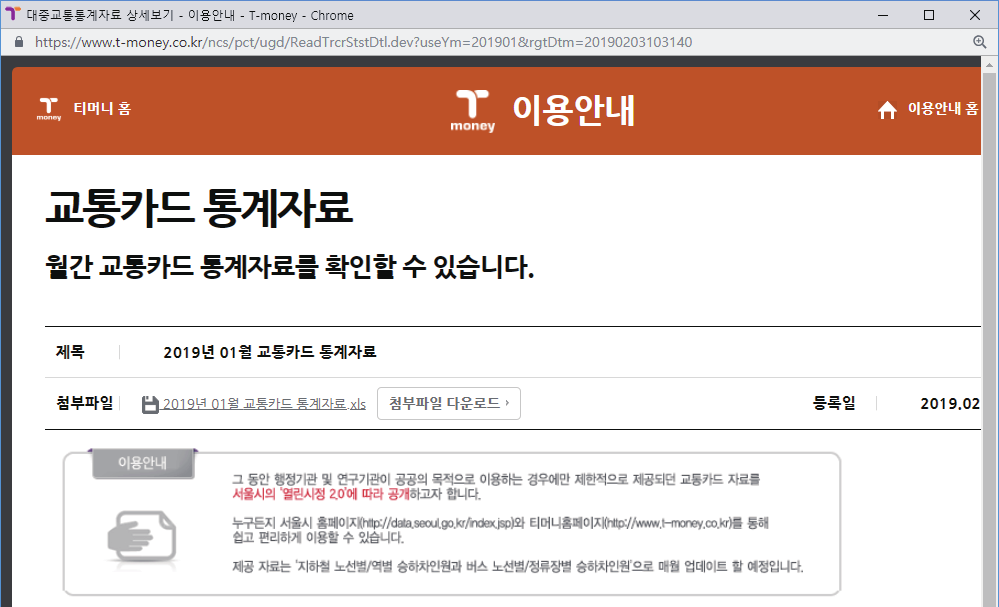 대중교통통계자료 상세보기 - 이용안내 - T-money - Chrome
https://www.t-money.co.kr/ncs/pct/ugd/ReadTrcrStstDtl.dev?useYm=201901&rgtDtm=20190203103140
T money 티머니 홈
T money 이용안내
이용안내 홈
교통카드 통계자료
월간 교통카드 통계자료를 확인할 수 있습니다.
제목 2019년 01월 교통카드 통계자료
첨부파일 2019년 01월 교통카드 통계자료.xls 첨부파일 다운로드 › 등록일 2019.02
이용안내
그 동안 행정기관 및 연구기관이 공공의 목적으로 이용하는 경우에만 제한적으로 제공되던 교통카드 자료를
서울시의 '열린시정 2.0'에 따라 공개하고자 합니다.
누구든지 서울시 홈페이지(http://data.seoul.go.kr/index.jsp)와 티머니홈페이지(http://www.t-money.co.kr)를 통해
쉽고 편리하게 이용할 수 있습니다.
제공 자료는 '지하철 노선별/역별 승하차인원과 버스 노선별/정류장별 승하차인원'으로 매월 업데이트 할 예정입니다.